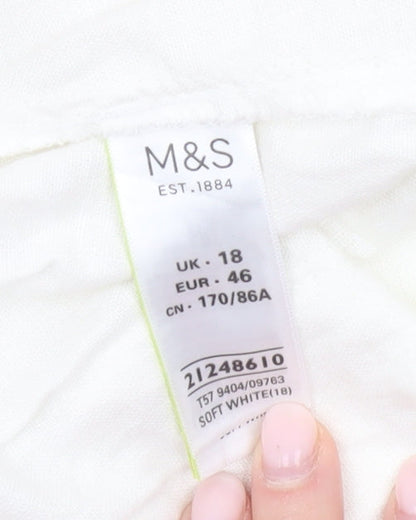 M&S
EST.1884
UK · 18
EUR · 46
CN · 170/86A
21248610
T57 9404/09763
SOFT WHITE(18)